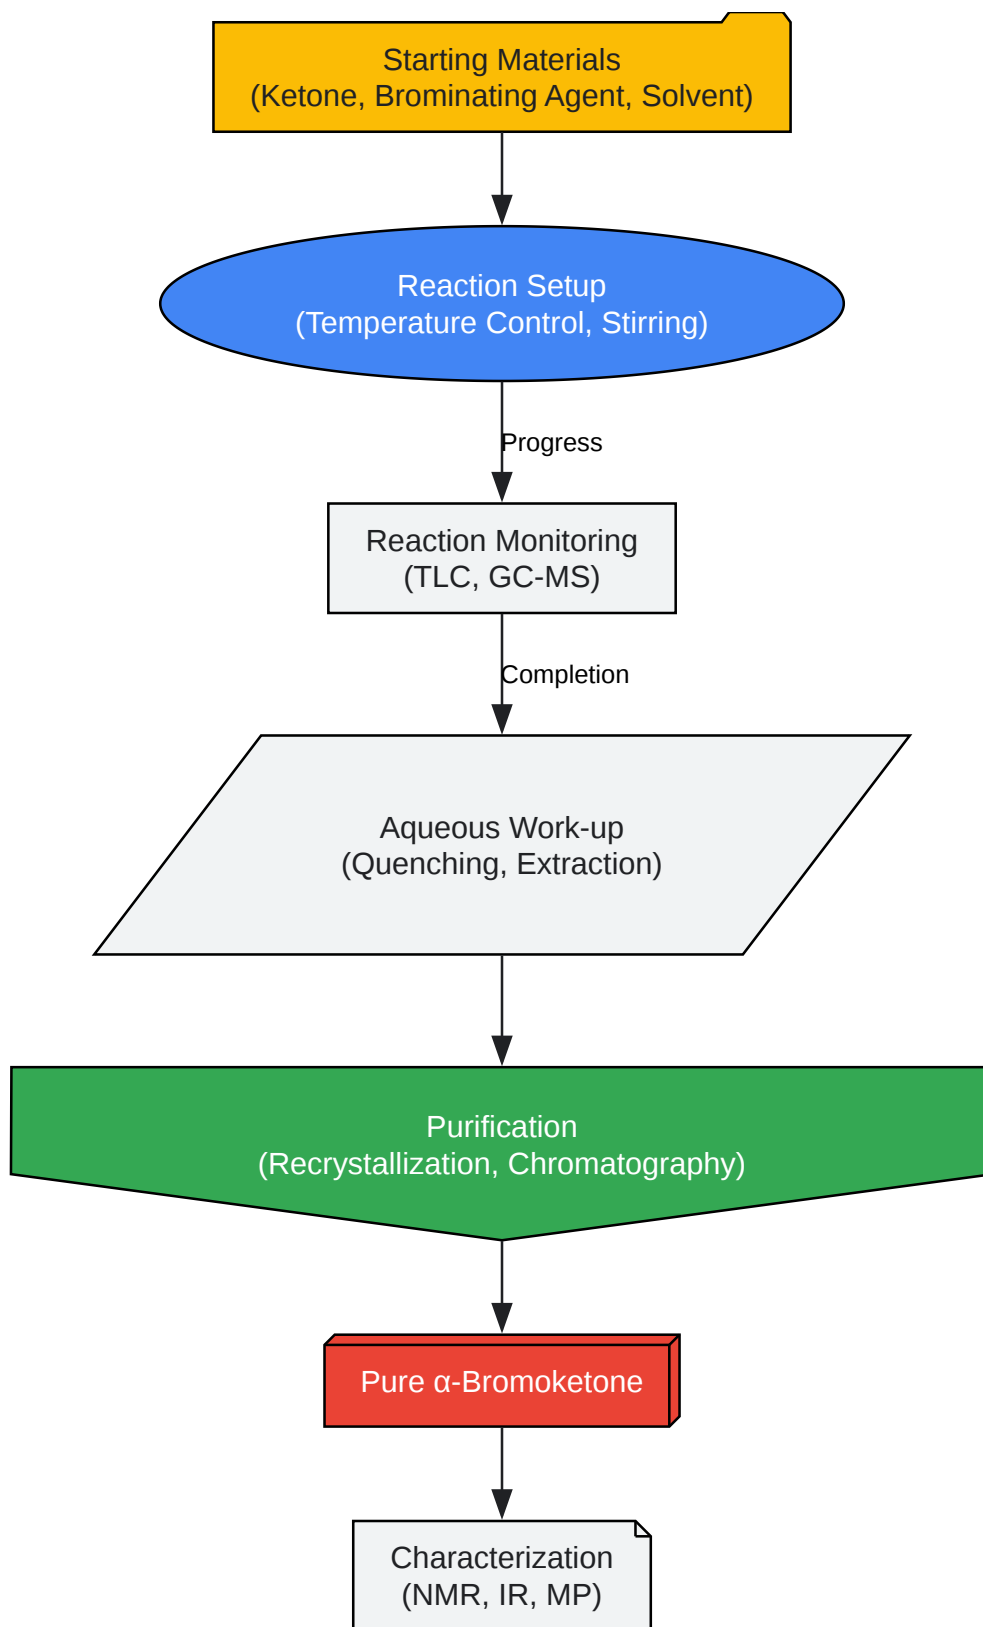 Starting Materials
(Ketone, Brominating Agent, Solvent)
Reaction Setup
(Temperature Control, Stirring)
Progress
Reaction Monitoring
(TLC, GC-MS)
Completion
Aqueous Work-up
(Quenching, Extraction)
Purification
(Recrystallization, Chromatography)
Pure α-Bromoketone
Characterization
(NMR, IR, MP)